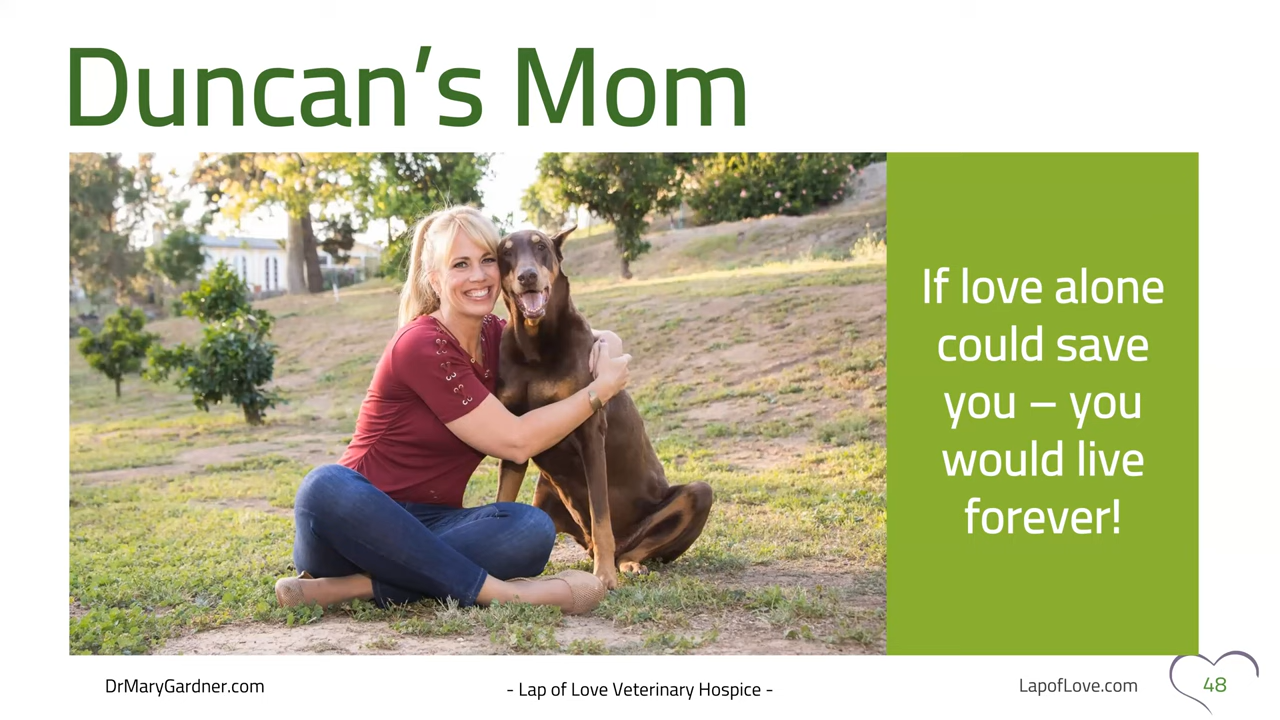 Duncan’s Mom
If love alone
could save
you – you
would live
forever!
DrMaryGardner.com
- Lap of Love Veterinary Hospice -
LapofLove.com
48